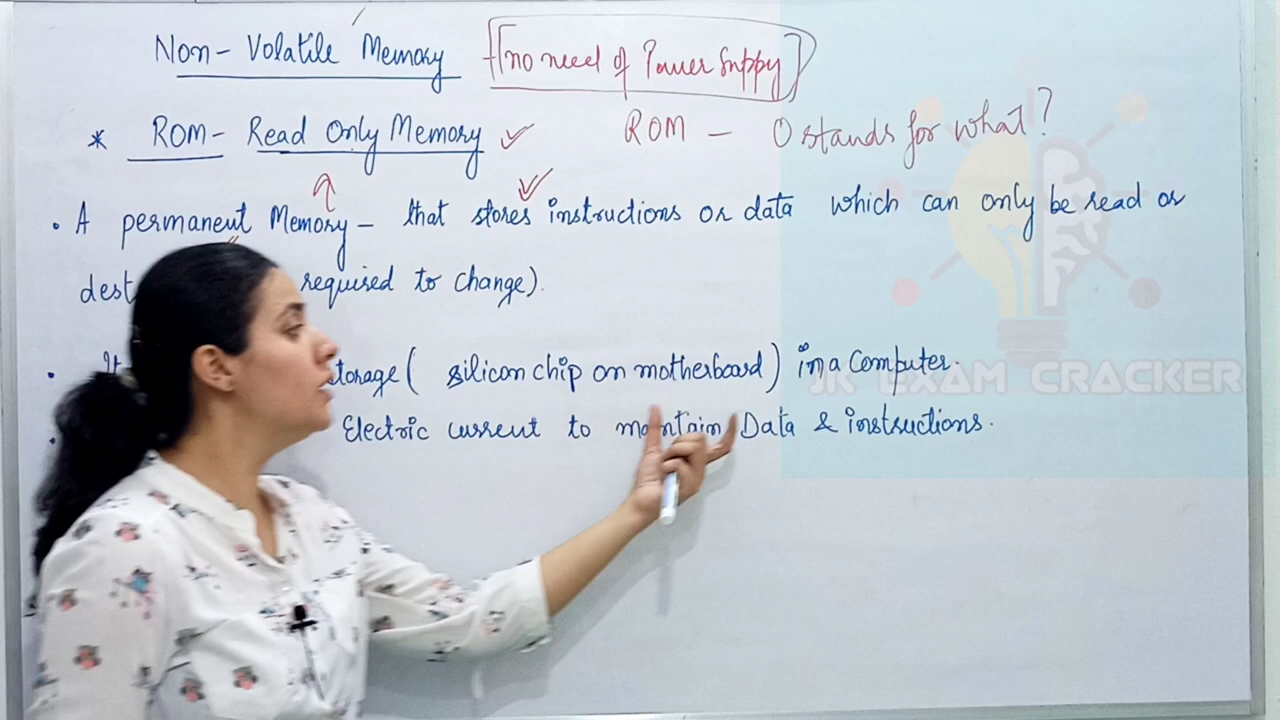 Non- Volatile Memory [no need of Power Supply]
* ROM- Read Only Memory ROM - O stands for what?
. A permanent Memory - that stores instructions or data which can only be read or
required to change).
. storage ( silicon chip on motherboard) in a Computer.
. Electric current to maintain Data & instructions.
JK EXAM CRACKER